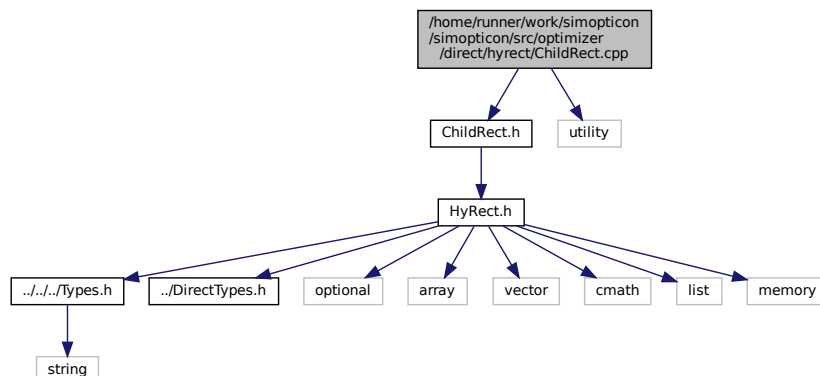 /home/runner/work/simopticon
/simopticon/src/optimizer
/direct/hyrect/ChildRect.cpp
ChildRect.h
utility
HyRect.h
../../../Types.h
../DirectTypes.h
optional
array
vector
cmath
list
memory
string